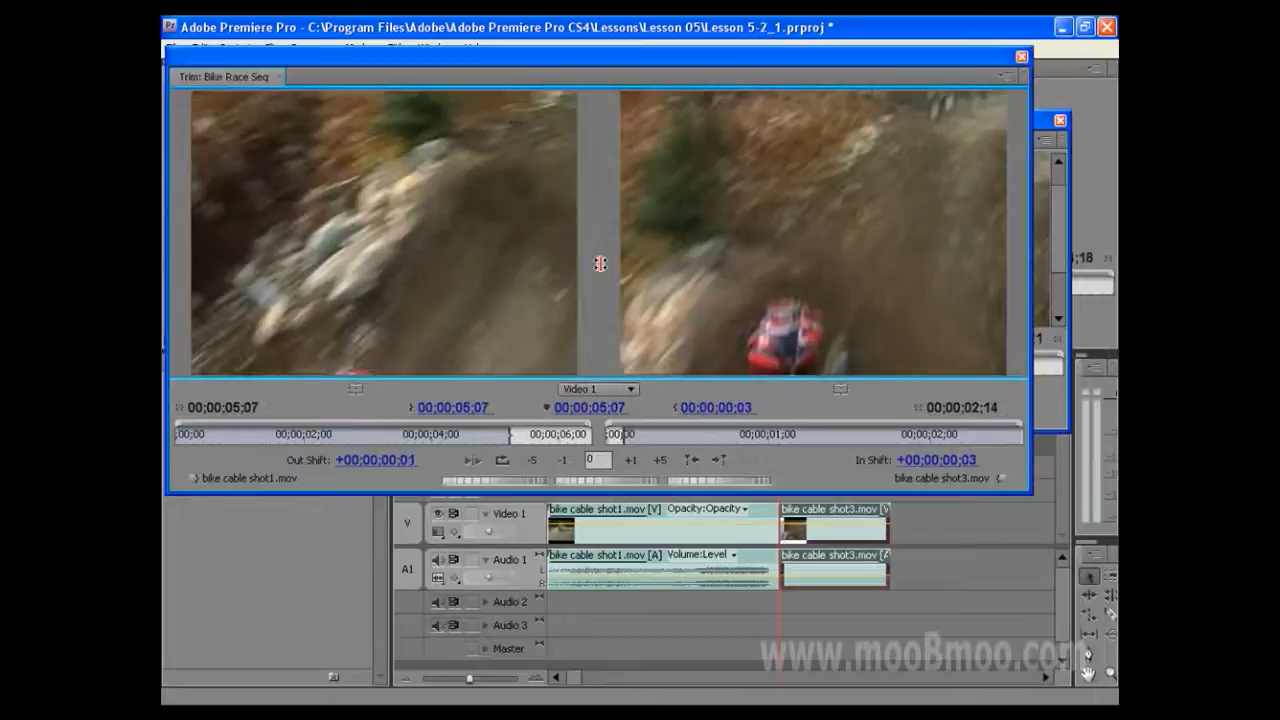 Adobe Premiere Pro - C:\Program Files\Adobe\Adobe Premiere Pro CS4\Lessons\Lesson 05\Lesson 5-2_1.prproj *
Trim: Bike Race Seq
;18
Video 1
00;00;05;07
00;00;05;07
00;00;05;07
00;00;00;03
00;00;02;14
;00;00
00;00;02;00
00;00;04;00
00;00;06;00
;00;00
00;00;01;00
00;00;02;00
Out Shift: +00;00;00;01
-5
-1
0
+1
+5
In Shift: +00;00;00;03
bike cable shot1.mov
bike cable shot3.mov
V
Video 1
bike cable shot1.mov [V] Opacity:Opacity
bike cable shot3.mov [V
A1
Audio 1
bike cable shot1.mov [A] Volume:Level
bike cable shot3.mov [A
L
R
Audio 2
Audio 3
Master
www.mooBmoo.com